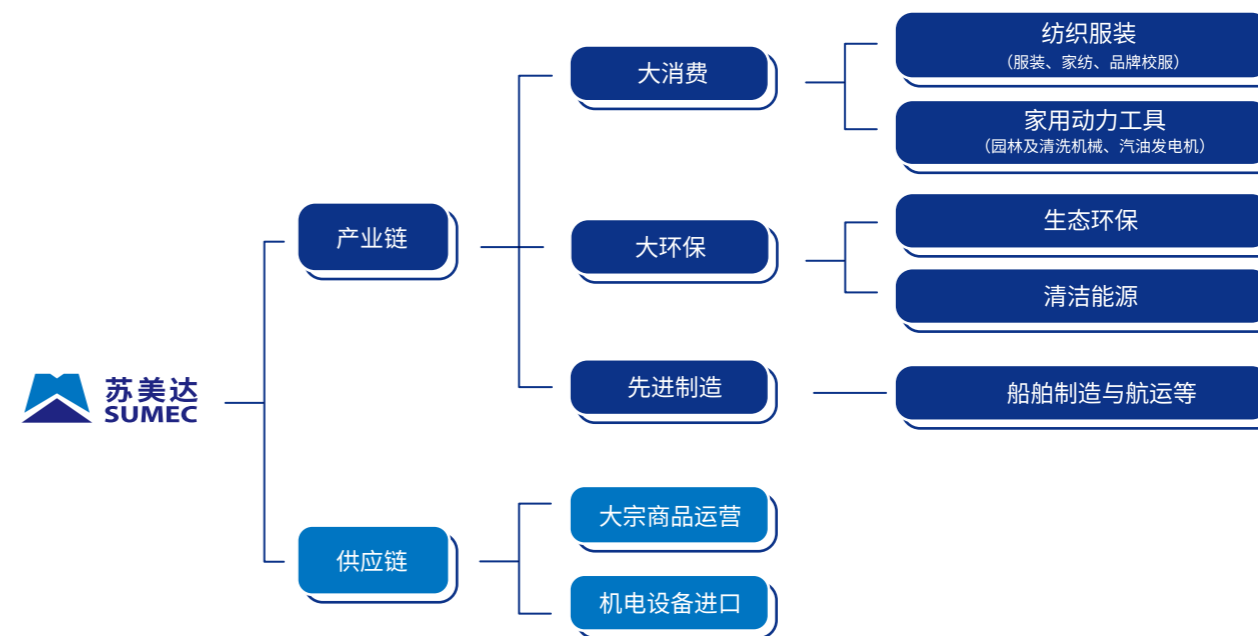 苏美达
SUMEC
产业链
大消费
纺织服装
(服装、家纺、品牌校服)
家用动力工具
(园林及清洗机械、汽油发电机)
大环保
生态环保
清洁能源
先进制造
船舶制造与航运等
供应链
大宗商品运营
机电设备进口